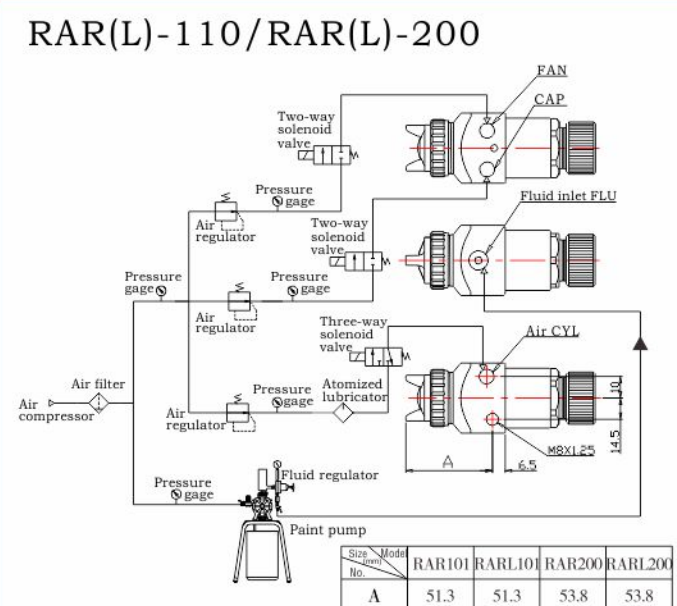 RAR(L)-110/RAR(L)-200
FAN
CAP
Two-way
solenoid
valve
Pressure
gage
Air
regulator
Fluid inlet FLU
Two-way
solenoid
valve
Pressure
gage
Pressure
gage
Air
regulator
Three-way
solenoid
valve
Air CYL
Air filter
Air
compressor
Pressure
gage
Atomized
lubricator
Air
regulator
10
14.5
M8X1.25
A
6.5
Pressure
gage
Fluid regulator
Paint pump
Size (mm) Model No. RAR101 RARL101 RAR200 RARL200
A 51.3 51.3 53.8 53.8